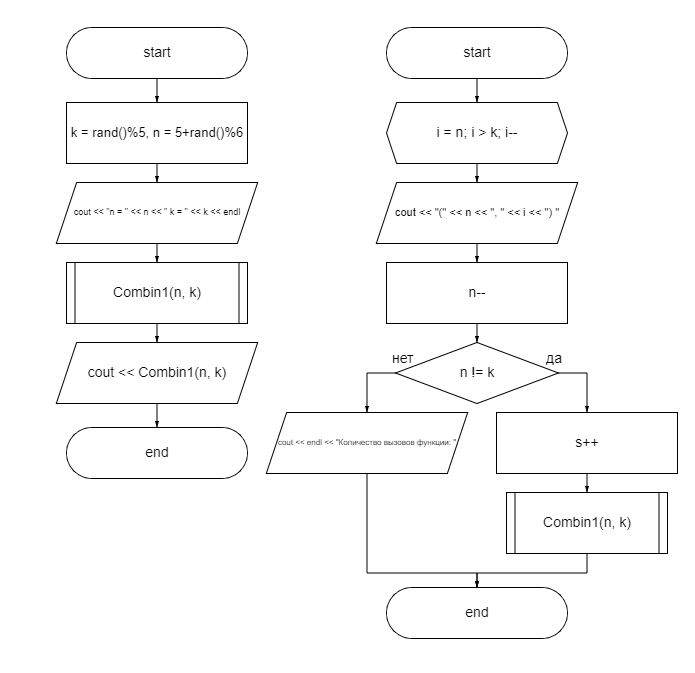 start
k = rand()%5, n = 5+rand()%6
cout << "n = " << n << " k = " << k << endl
Combin1(n, k)
cout << Combin1(n, k)
end
start
i = n; i > k; i--
cout << "(" << n << ", " << i << ") "
n--
нет
да
n != k
cout << endl << "Количество вызовов функции: "
s++
Combin1(n, k)
end